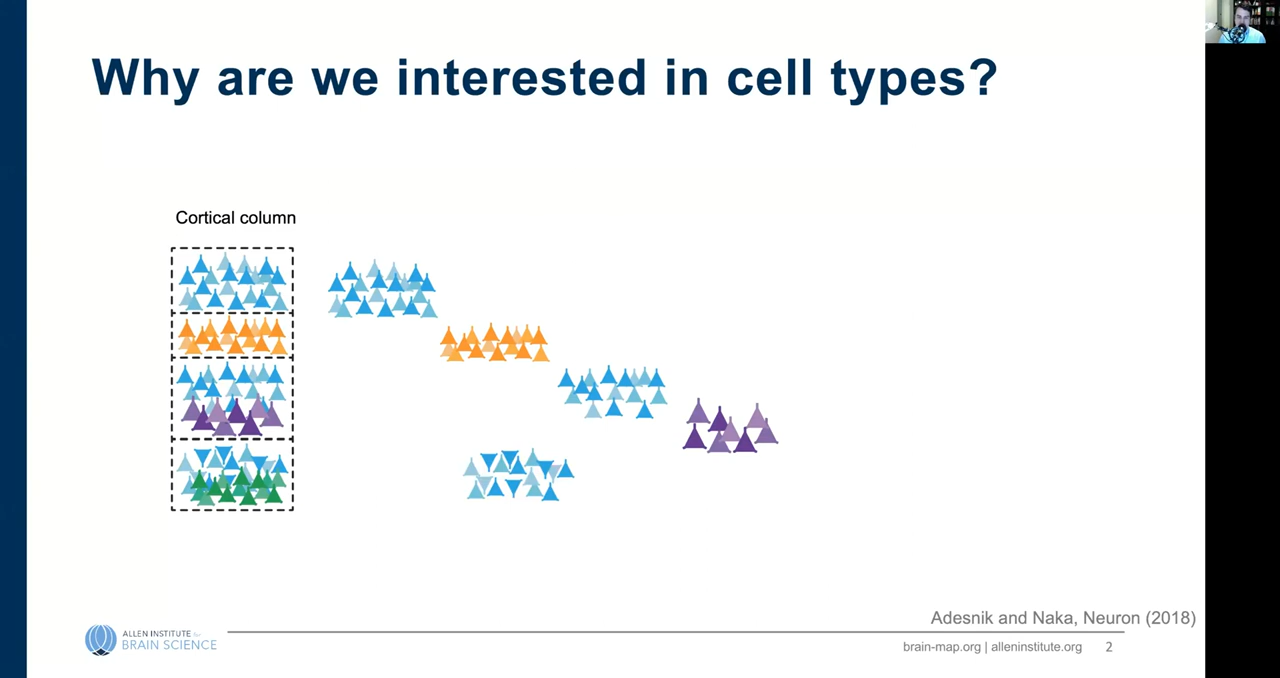 Why are we interested in cell types?
Cortical column
Adesnik and Naka, Neuron (2018)
ALLEN INSTITUTE for
BRAIN SCIENCE
brain-map.org | alleninstitute.org 2